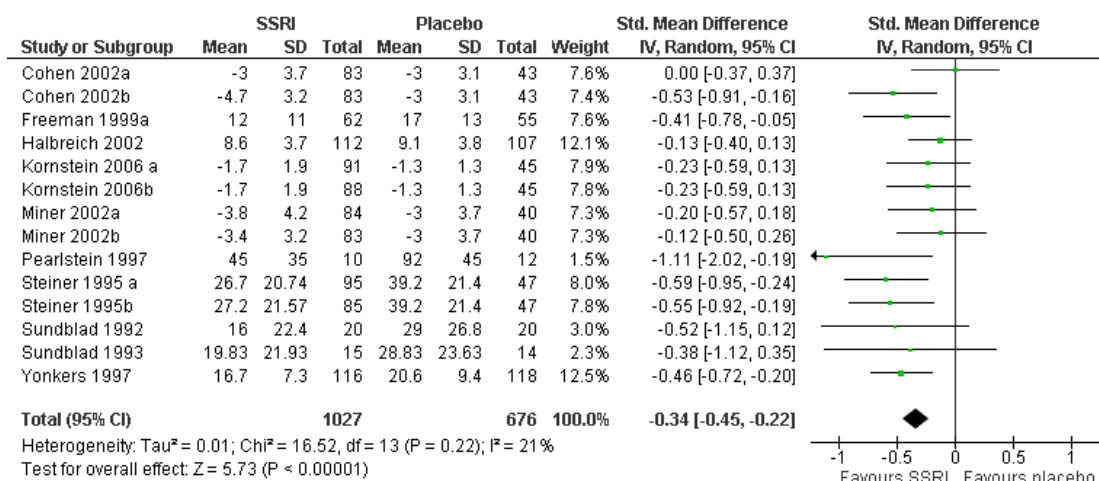 SSRI Placebo Std. Mean Difference Std. Mean Difference
Study or Subgroup Mean SD Total Mean SD Total Weight IV, Random, 95% CI IV, Random, 95% CI
Cohen 2002a -3 3.7 83 -3 3.1 43 7.6% 0.00 [-0.37, 0.37]
Cohen 2002b -4.7 3.2 83 -3 3.1 43 7.4% -0.53 [-0.91, -0.16]
Freeman 1999a 12 11 62 17 13 55 7.6% -0.41 [-0.78, -0.05]
Halbreich 2002 8.6 3.7 112 9.1 3.8 107 12.1% -0.13 [-0.40, 0.13]
Kornstein 2006 a -1.7 1.9 91 -1.3 1.3 45 7.9% -0.23 [-0.59, 0.13]
Kornstein 2006b -1.7 1.9 88 -1.3 1.3 45 7.9% -0.23 [-0.59, 0.13]
Miner 2002a -3.8 4.2 84 -3 3.7 40 7.3% -0.20 [-0.57, 0.18]
Miner 2002b -3.4 3.2 83 -3 3.7 40 7.2% -0.12 [-0.50, 0.26]
Pearlstein 1997 45 35 10 92 45 12 1.5% -1.11 [-2.02, -0.19]
Steiner 1995 a 26.7 20.74 95 39.2 21.4 47 8.0% -0.59 [-0.95, -0.24]
Steiner 1995b 27.2 21.57 85 39.2 21.4 47 7.8% -0.55 [-0.92, -0.19]
Sundblad 1992 16 22.4 20 29 26.8 20 3.0% -0.52 [-1.15, 0.12]
Sundblad 1993 19.83 21.93 15 28.83 23.63 14 2.3% -0.38 [-1.12, 0.35]
Yonkers 1997 16.7 7.3 116 20.6 9.4 118 12.5% -0.46 [-0.72, -0.20]
Total (95% CI) 1027 676 100.0% -0.34 [-0.45, -0.22]
Heterogeneity: Tau² = 0.01; Chi² = 16.52, df = 13 (P = 0.22); I² = 21%
Test for overall effect: Z = 5.73 (P < 0.00001)
-1 -0.5 0 0.5 1
Favours SSRI Favours placebo